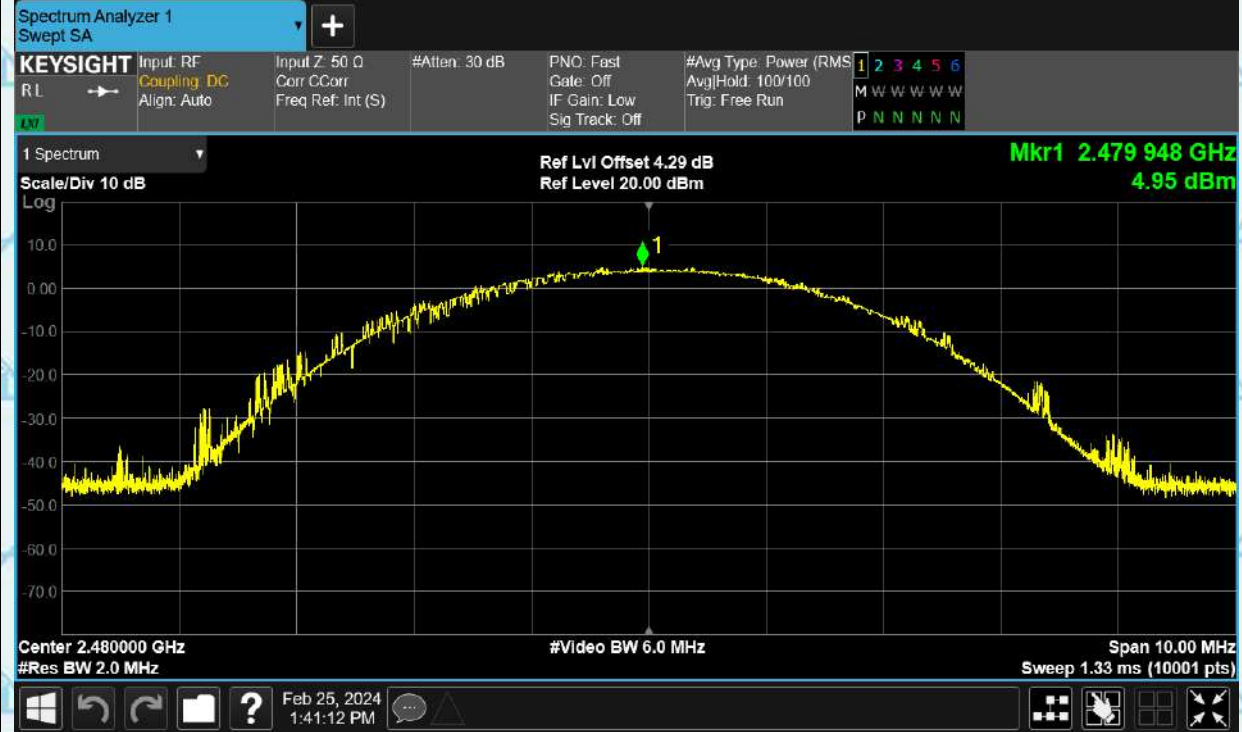 Spectrum Analyzer 1
Swept SA
KEYSIGHT
R L
LXI
Input: RF
Coupling: DC
Align: Auto
Input Z: 50 Ω
Corr CCorr
Freq Ref: Int (S)
#Atten: 30 dB
PNO: Fast
Gate: Off
IF Gain: Low
Sig Track: Off
#Avg Type: Power (RMS
Avg|Hold: 100/100
Trig: Free Run
1 2 3 4 5 6
M W W W W W
P N N N N N
1 Spectrum
Scale/Div 10 dB
Log
Ref Lvl Offset 4.29 dB
Ref Level 20.00 dBm
Mkr1 2.479 948 GHz
4.95 dBm
1
10.0
0.00
-10.0
-20.0
-30.0
-40.0
-50.0
-60.0
-70.0
Center 2.480000 GHz
#Res BW 2.0 MHz
#Video BW 6.0 MHz
Span 10.00 MHz
Sweep 1.33 ms (10001 pts)
?
Feb 25, 2024
1:41:12 PM